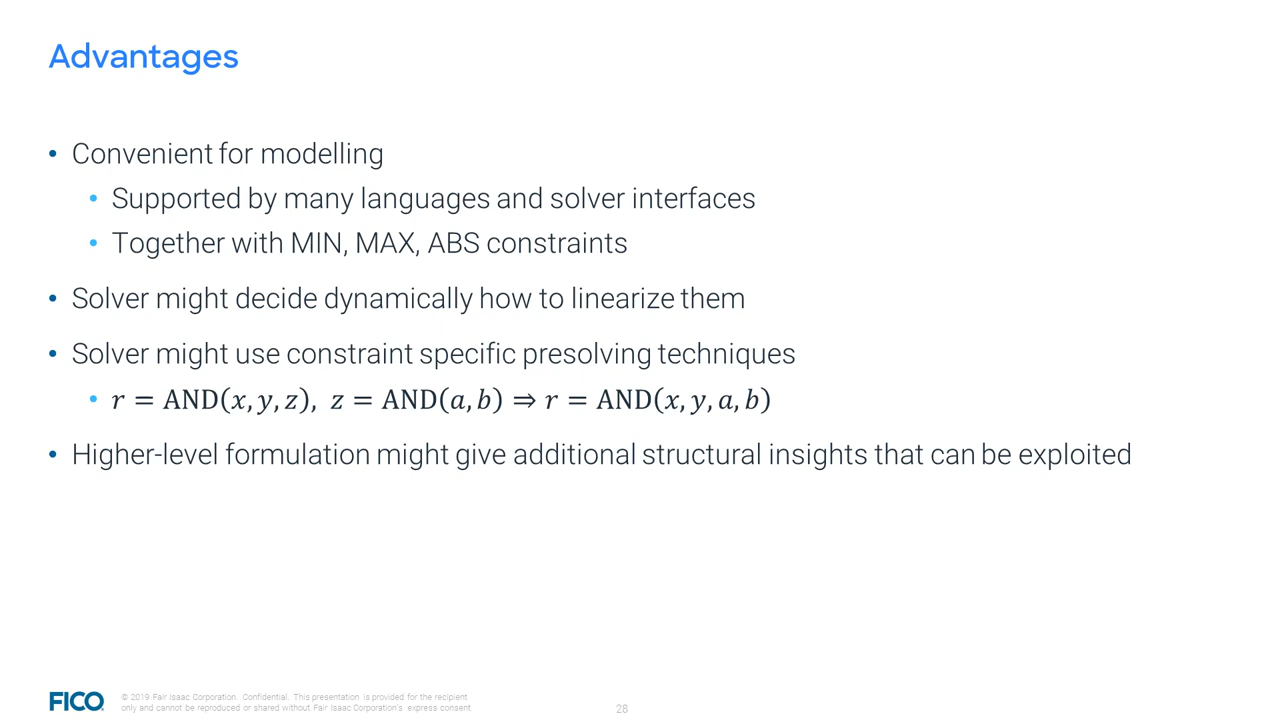 Advantages
• Convenient for modelling
• Supported by many languages and solver interfaces
• Together with MIN, MAX, ABS constraints
• Solver might decide dynamically how to linearize them
• Solver might use constraint specific presolving techniques
• r = AND(x, y, z), z = AND(a, b) ⇒ r = AND(x, y, a, b)
• Higher-level formulation might give additional structural insights that can be exploited
FICO
© 2019 Fair Isaac Corporation. Confidential. This presentation is provided for the recipient
only and cannot be reproduced or shared without Fair Isaac Corporation's express consent.
28